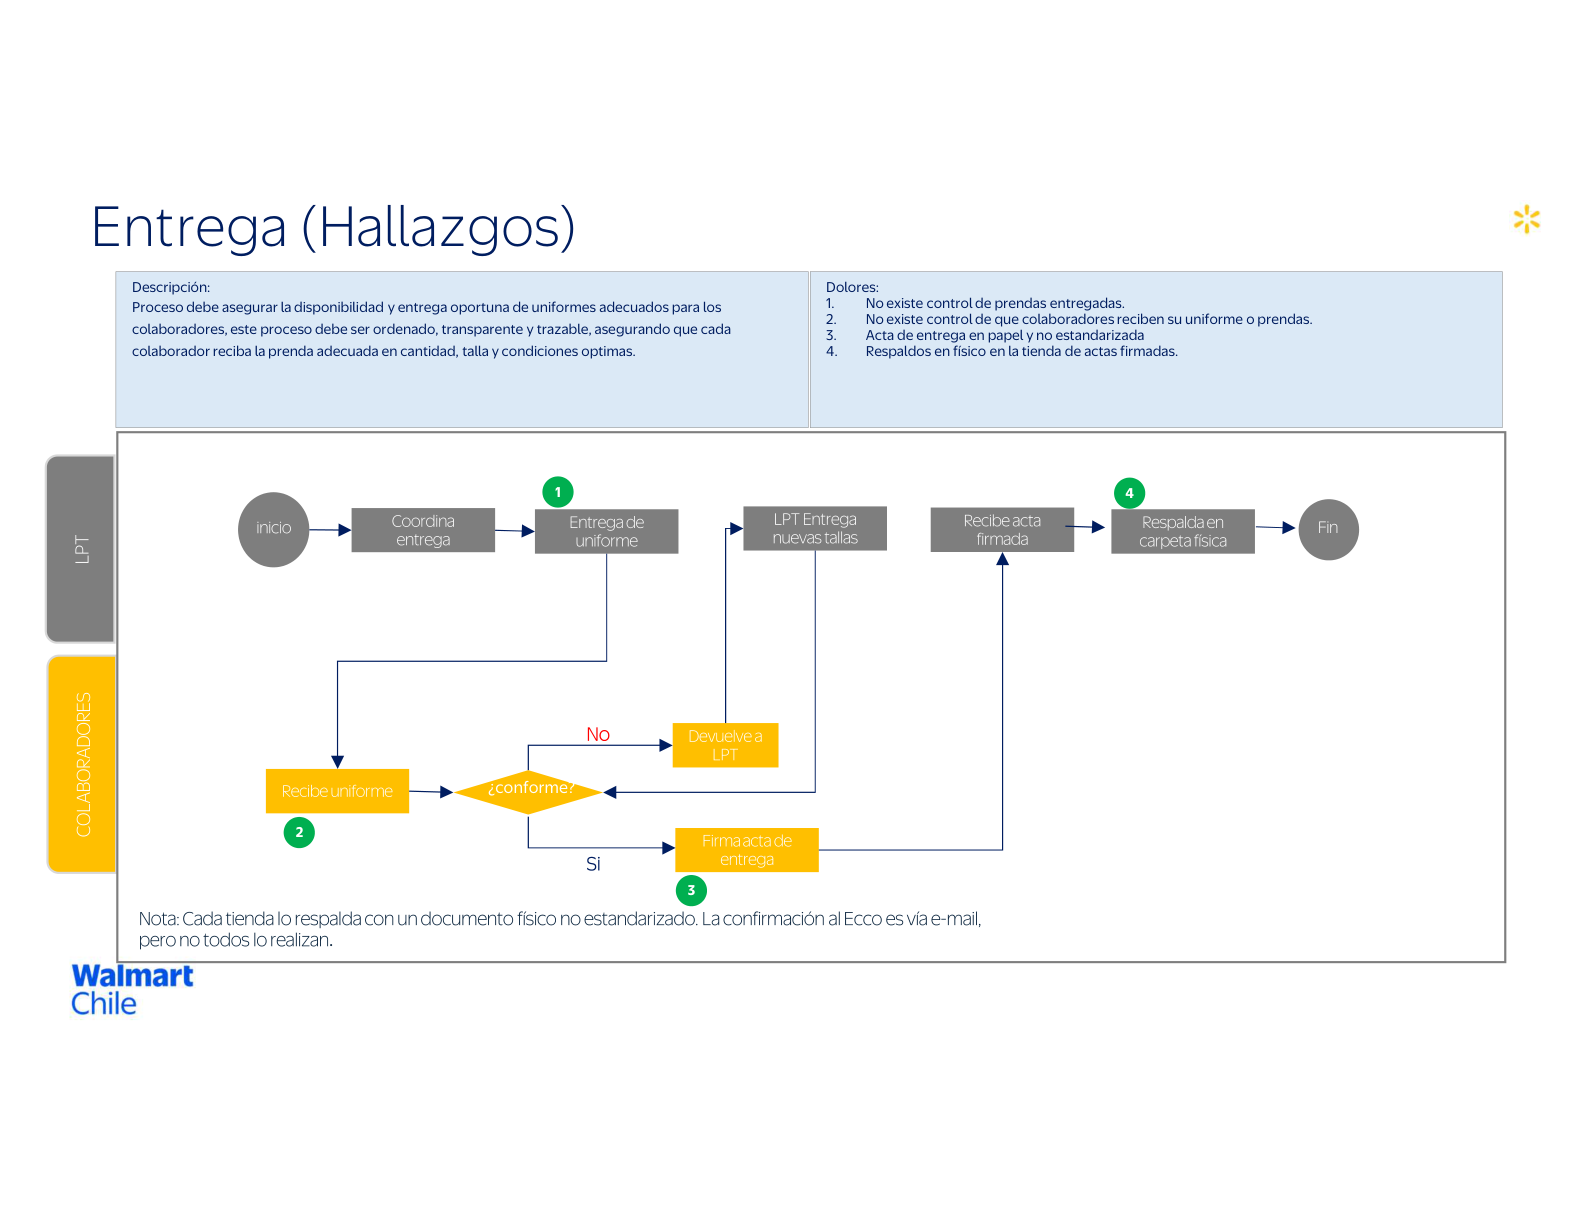 Entrega (Hallazgos)
Descripción:
Proceso debe asegurar la disponibilidad y entrega oportuna de uniformes adecuados para los
colaboradores, este proceso debe ser ordenado, transparente y trazable, asegurando que cada
colaborador reciba la prenda adecuada en cantidad, talla y condiciones optimas.
Dolores:
1. No existe control de prendas entregadas.
2. No existe control de que colaboradores reciben su uniforme o prendas.
3. Acta de entrega en papel y no estandarizada
4. Respaldos en físico en la tienda de actas firmadas.
LPT
inicio
Coordina
entrega
1
Entrega de
uniforme
LPT Entrega
nuevas tallas
Recibe acta
firmada
4
Respalda en
carpeta física
Fin
COLABORADORES
Recibe uniforme
2
¿conforme?
No
Devuelve a
LPT
Si
Firma acta de
entrega
3
Nota: Cada tienda lo respalda con un documento físico no estandarizado. La confirmación al Ecco es vía e-mail,
pero no todos lo realizan.
Walmart
Chile